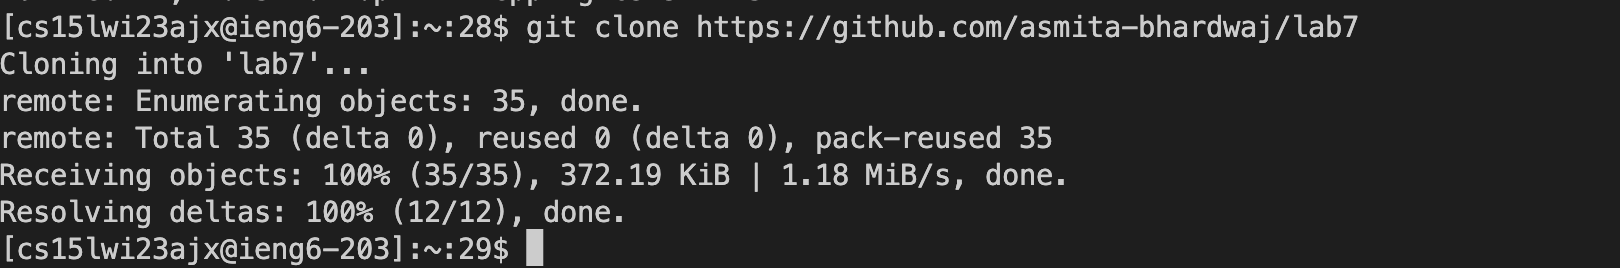 [cs15lwi23ajx@ieng6-203]:~:28$ git clone https://github.com/asmita-bhardwaj/lab7
Cloning into 'lab7'...
remote: Enumerating objects: 35, done.
remote: Total 35 (delta 0), reused 0 (delta 0), pack-reused 35
Receiving objects: 100% (35/35), 372.19 KiB | 1.18 MiB/s, done.
Resolving deltas: 100% (12/12), done.
[cs15lwi23ajx@ieng6-203]:~:29$